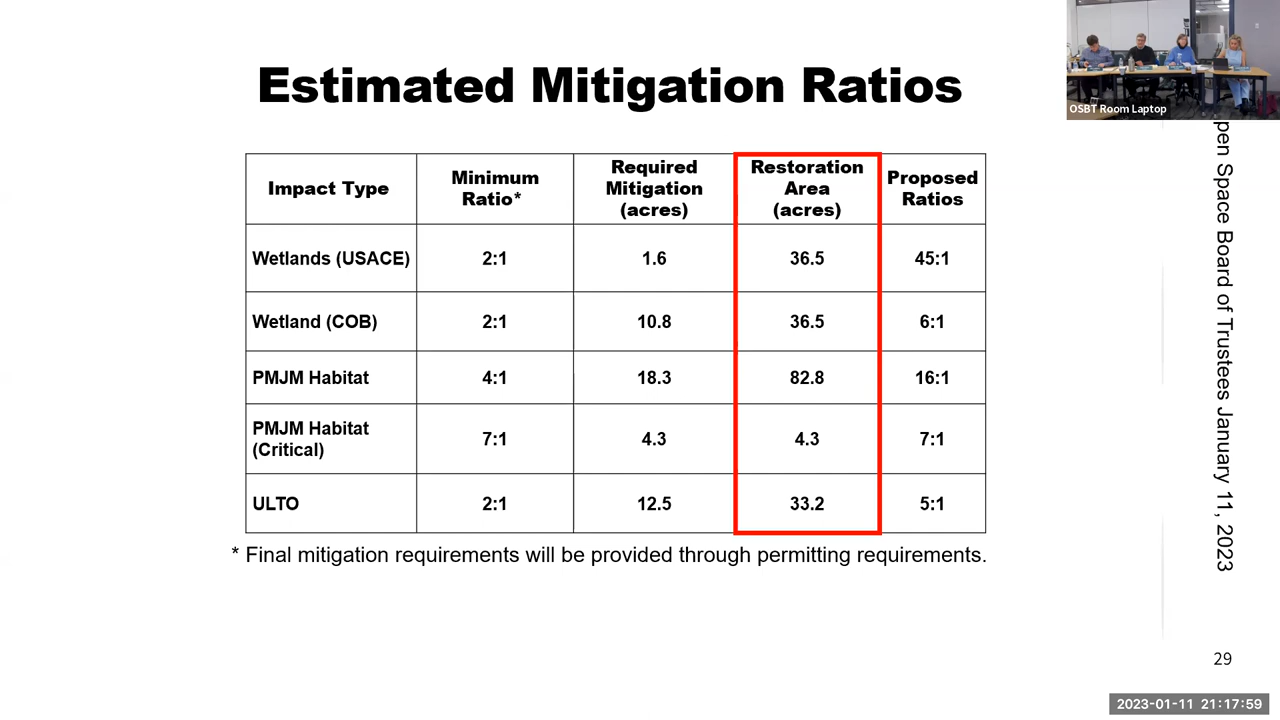 OSBT Room Laptop
Estimated Mitigation Ratios
Impact Type
Minimum
Ratio*
Required
Mitigation
(acres)
Restoration
Area
(acres)
Proposed
Ratios
Wetlands (USACE) 2:1 1.6 36.5 45:1
Wetland (COB) 2:1 10.8 36.5 6:1
PMJM Habitat 4:1 18.3 82.8 16:1
PMJM Habitat
(Critical) 7:1 4.3 4.3 7:1
ULTO 2:1 12.5 33.2 5:1
* Final mitigation requirements will be provided through permitting requirements.
pen Space Board of Trustees January 11, 2023
29
2023-01-11 21:17:59